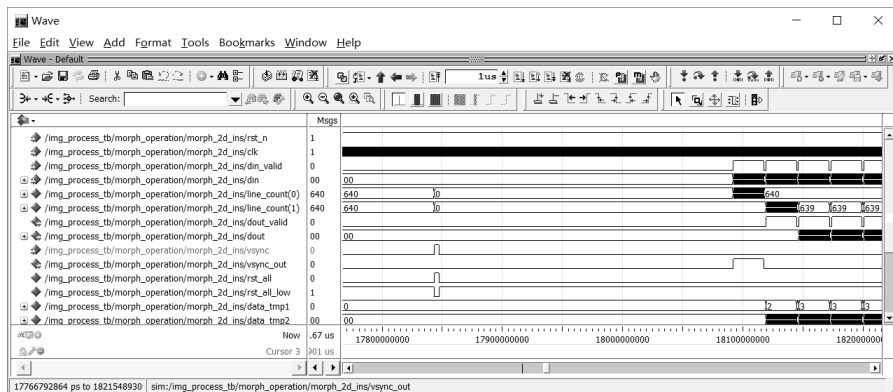 Wave
File Edit View Add Format Tools Bookmarks Window Help
Wave - Default
1us
Search:
Msgs
/img_process_tb/morph_operation/morph_2d_ins/rst_n 1
/img_process_tb/morph_operation/morph_2d_ins/clk 1
/img_process_tb/morph_operation/morph_2d_ins/din_valid 0
/img_process_tb/morph_operation/morph_2d_ins/din 00 00
/img_process_tb/morph_operation/morph_2d_ins/line_count(0) 640 640 0 640
/img_process_tb/morph_operation/morph_2d_ins/line_count(1) 640 640 0 639 639 639
/img_process_tb/morph_operation/morph_2d_ins/dout_valid 0
/img_process_tb/morph_operation/morph_2d_ins/dout 00 00
/img_process_tb/morph_operation/morph_2d_ins/vsync 0
/img_process_tb/morph_operation/morph_2d_ins/vsync_out 0
/img_process_tb/morph_operation/morph_2d_ins/rst_all 0
/img_process_tb/morph_operation/morph_2d_ins/rst_all_low 1
/img_process_tb/morph_operation/morph_2d_ins/data_tmp1 0 0 2 3 3 3
/img_process_tb/morph_operation/morph_2d_ins/data_tmp2 00 00
Now .67 us 17800000000 17900000000 18000000000 18100000000
Cursor 3
17766792864 ps to 1821548930 sim:/img_process_tb/morph_operation/morph_2d_ins/vsync_out